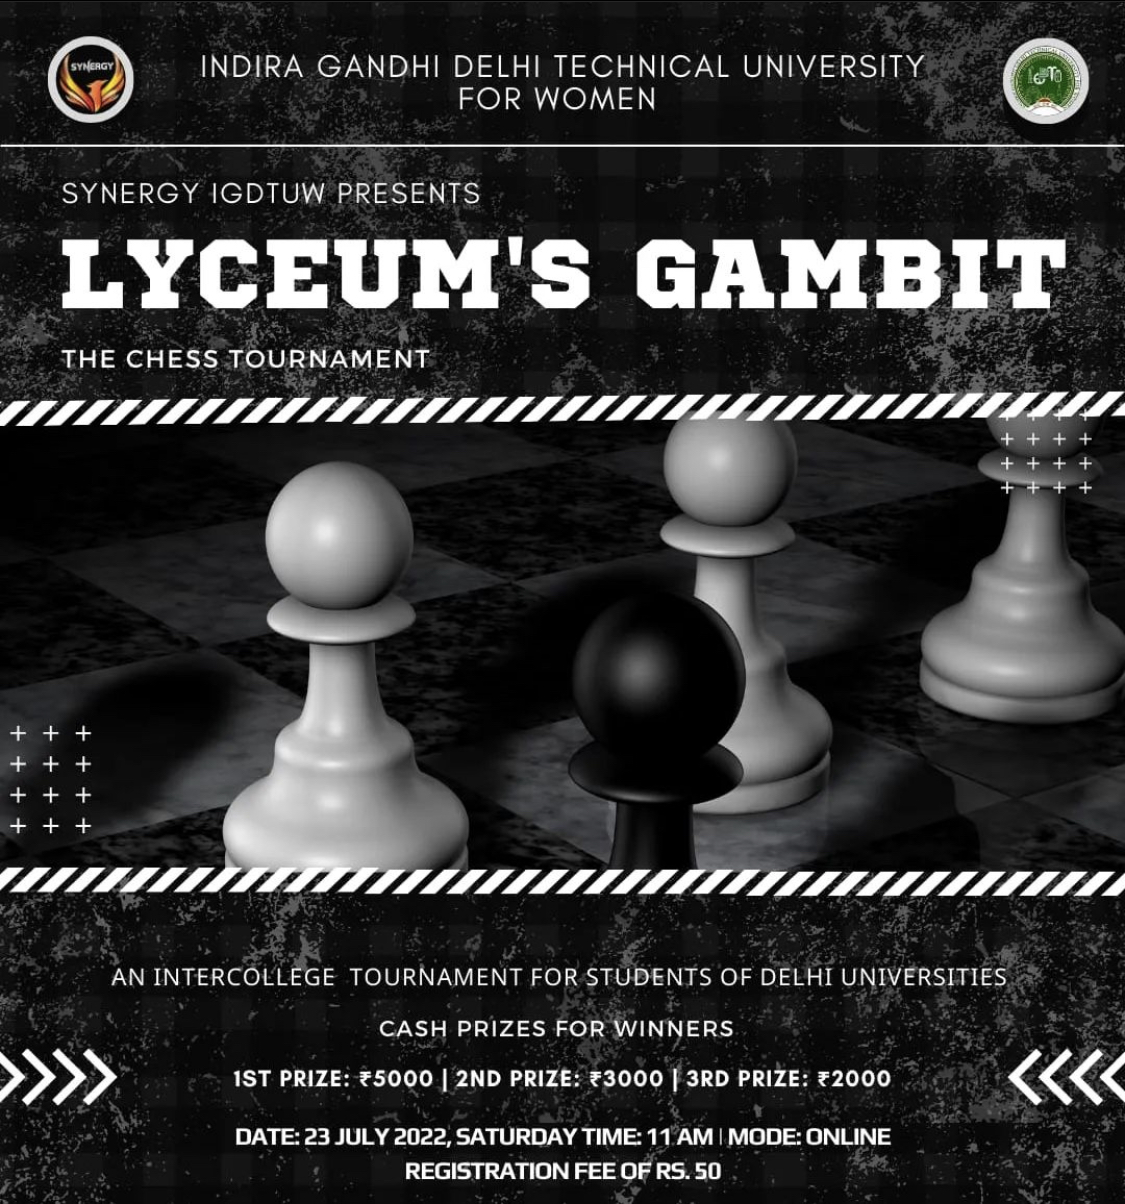 SYNERGY
INDIRA GANDHI DELHI TECHNICAL UNIVERSITY
FOR WOMEN
SYNERGY IGDTUW PRESENTS
LYCEUM'S GAMBIT
THE CHESS TOURNAMENT
AN INTERCOLLEGE TOURNAMENT FOR STUDENTS OF DELHI UNIVERSITIES
CASH PRIZES FOR WINNERS
1ST PRIZE: ₹5000 | 2ND PRIZE: ₹3000 | 3RD PRIZE: ₹2000
DATE: 23 JULY 2022, SATURDAY TIME: 11 AM | MODE: ONLINE
REGISTRATION FEE OF RS. 50